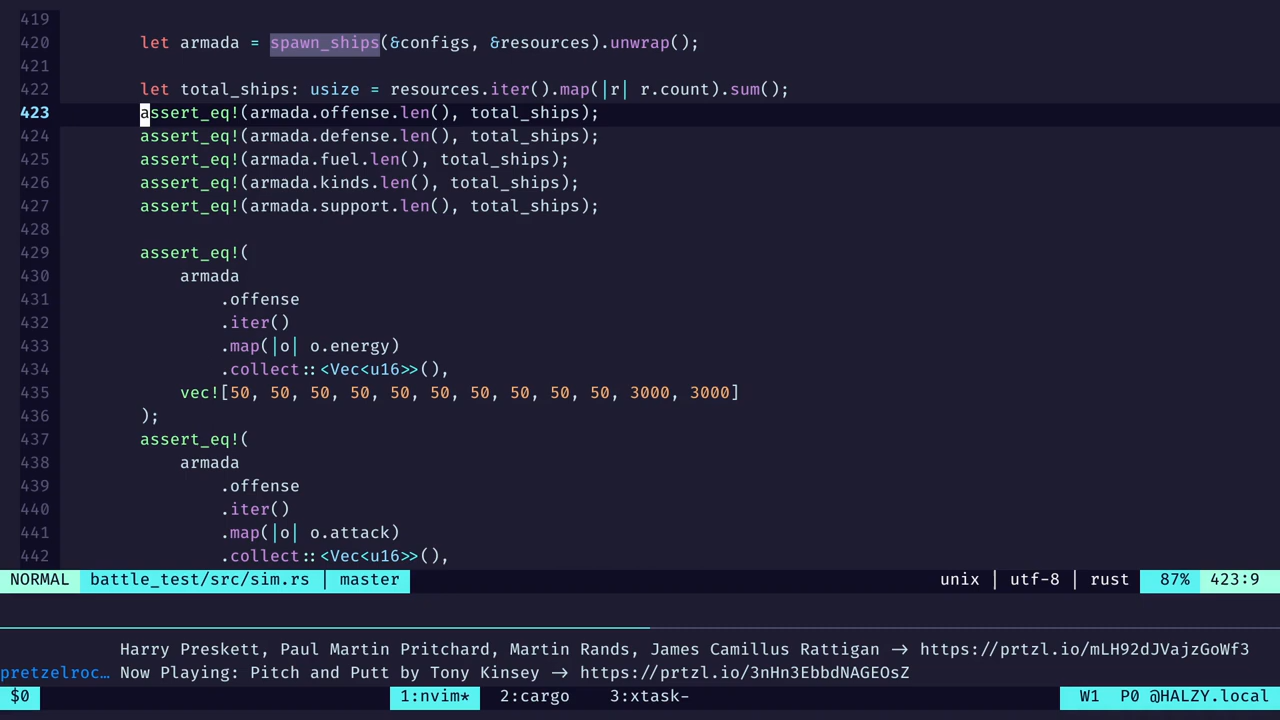 419
420 let armada = spawn_ships(&configs, &resources).unwrap();
421
422 let total_ships: usize = resources.iter().map(|r| r.count).sum();
423 assert_eq!(armada.offense.len(), total_ships);
424 assert_eq!(armada.defense.len(), total_ships);
425 assert_eq!(armada.fuel.len(), total_ships);
426 assert_eq!(armada.kinds.len(), total_ships);
427 assert_eq!(armada.support.len(), total_ships);
428
429 assert_eq!(
430 armada
431 .offense
432 .iter()
433 .map(|o| o.energy)
434 .collect::<Vec<u16>>(),
435 vec![50, 50, 50, 50, 50, 50, 50, 50, 50, 50, 3000, 3000]
436 );
437 assert_eq!(
438 armada
439 .offense
440 .iter()
441 .map(|o| o.attack)
442 .collect::<Vec<u16>>(),
NORMAL battle_test/src/sim.rs | master unix | utf-8 | rust 87% 423:9
Harry Preskett, Paul Martin Pritchard, Martin Rands, James Camillus Rattigan -> https://prtzl.io/mLH92dJVajzGoWf3
pretzelroc… Now Playing: Pitch and Putt by Tony Kinsey -> https://prtzl.io/3nHn3EbbdNAGEOsZ
$0 1:nvim* 2:cargo 3:xtask- W1 P0 @HALZY.local